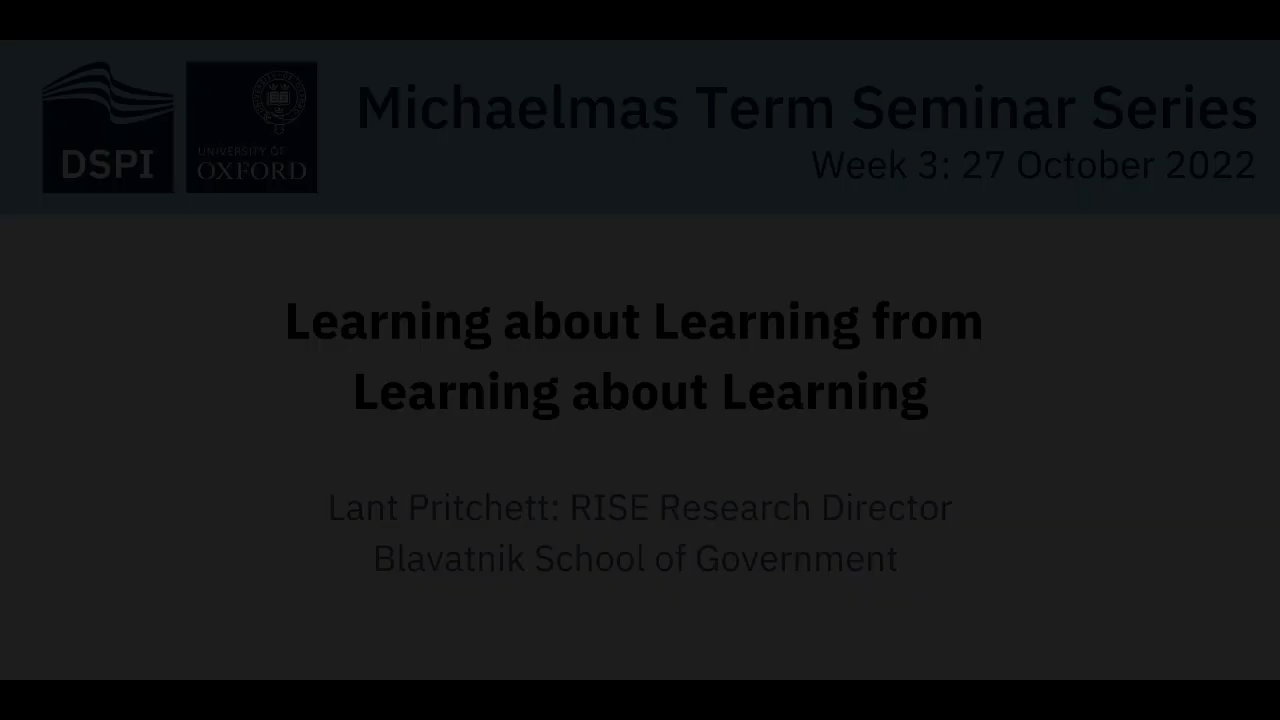 DSPI
UNIVERSITY OF
OXFORD
Michaelmas Term Seminar Series
Week 3: 27 October 2022
Learning about Learning from
Learning about Learning
Lant Pritchett: RISE Research Director
Blavatnik School of Government